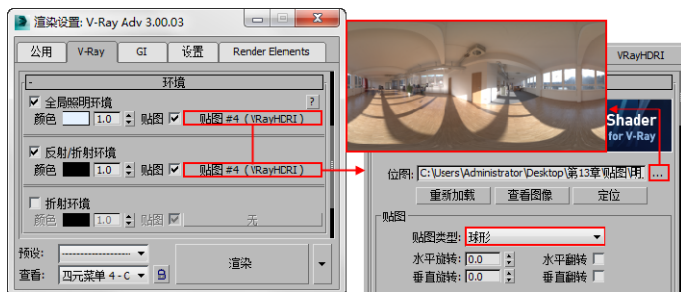 渲染设置: V-Ray Adv 3.00.03
公用 V-Ray GI 设置 Render Elements
- 环境
全局照明环境 ?
颜色 1.0 贴图 贴图 #4 (VRayHDRI)
反射/折射环境
颜色 1.0 贴图 贴图 #4 (VRayHDRI)
折射环境
颜色 1.0 贴图 无
预设: -----------------
查看: 四元菜单 4 - C
渲染
VRayHDRI
Shader
for V-Ray
位图: C:\Users\Administrator\Desktop\第13章\贴图\明 ...
重新加载 查看图像 定位
贴图
贴图类型: 球形
水平旋转: 0.0 水平翻转
垂直旋转: 0.0 垂直翻转